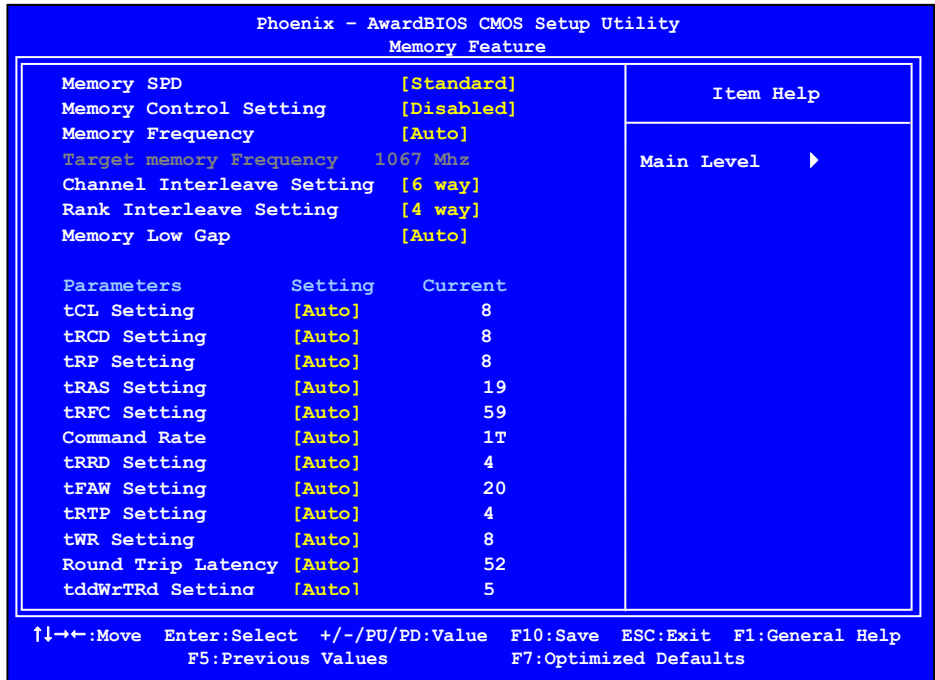 Phoenix – AwardBIOS CMOS Setup Utility
Memory Feature
Memory SPD [Standard]
Memory Control Setting [Disabled]
Memory Frequency [Auto]
Target memory Frequency 1067 Mhz
Channel Interleave Setting [6 way]
Rank Interleave Setting [4 way]
Memory Low Gap [Auto]
Parameters Setting Current
tCL Setting [Auto] 8
tRCD Setting [Auto] 8
tRP Setting [Auto] 8
tRAS Setting [Auto] 19
tRFC Setting [Auto] 59
Command Rate [Auto] 1T
tRRD Setting [Auto] 4
tFAW Setting [Auto] 20
tRTP Setting [Auto] 4
tWR Setting [Auto] 8
Round Trip Latency [Auto] 52
tddWrTRd Setting [Auto] 5
Item Help
Main Level ▶
↑↓→←:Move Enter:Select +/-/PU/PD:Value F10:Save ESC:Exit F1:General Help
F5:Previous Values F7:Optimized Defaults